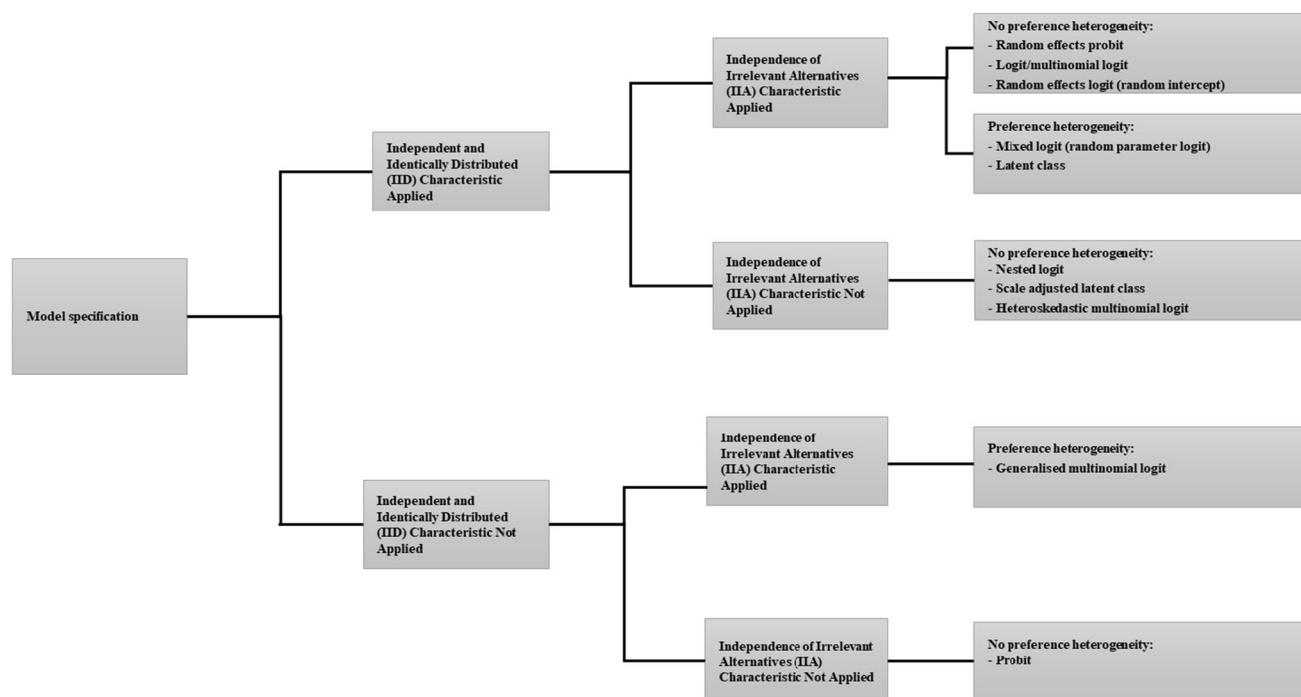 Model specification
Independent and
Identically Distributed
(IID) Characteristic
Applied
Independent and
Identically Distributed
(IID) Characteristic Not
Applied
Independence of
Irrelevant Alternatives
(IIA) Characteristic
Applied
Independence of
Irrelevant Alternatives
(IIA) Characteristic Not
Applied
Independence of
Irrelevant Alternatives
(IIA) Characteristic
Applied
Independence of Irrelevant
Alternatives (IIA)
Characteristic Not Applied
No preference heterogeneity:
- Random effects probit
- Logit/multinomial logit
- Random effects logit (random intercept)
Preference heterogeneity:
- Mixed logit (random parameter logit)
- Latent class
No preference heterogeneity:
- Nested logit
- Scale adjusted latent class
- Heteroskedastic multinomial logit
Preference heterogeneity:
- Generalised multinomial logit
No preference heterogeneity:
- Probit